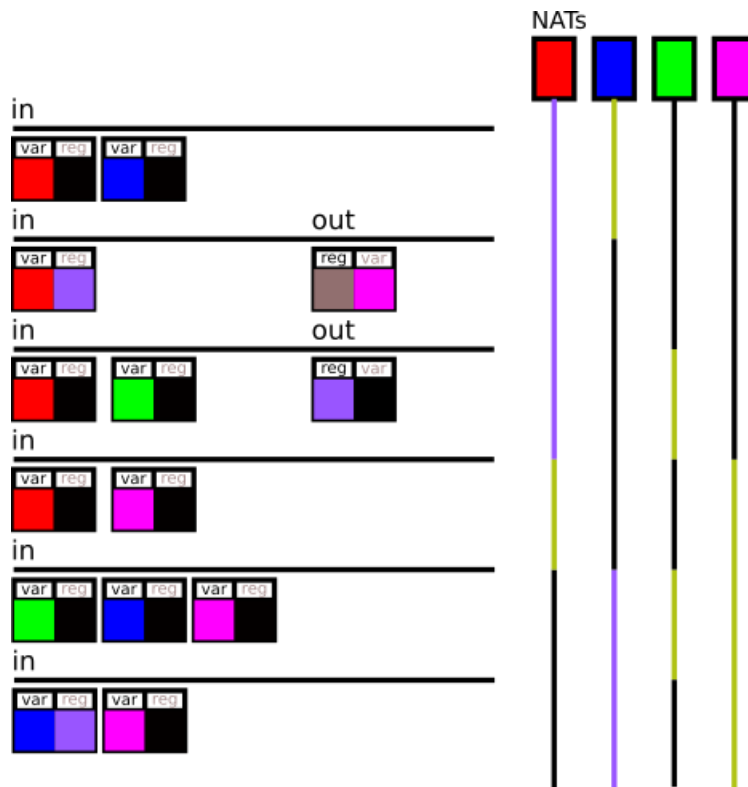 NATs
in
var reg var reg
in out
var reg reg var
in out
var reg var reg reg var
in
var reg var reg
in
var reg var reg var reg
in
var reg var reg